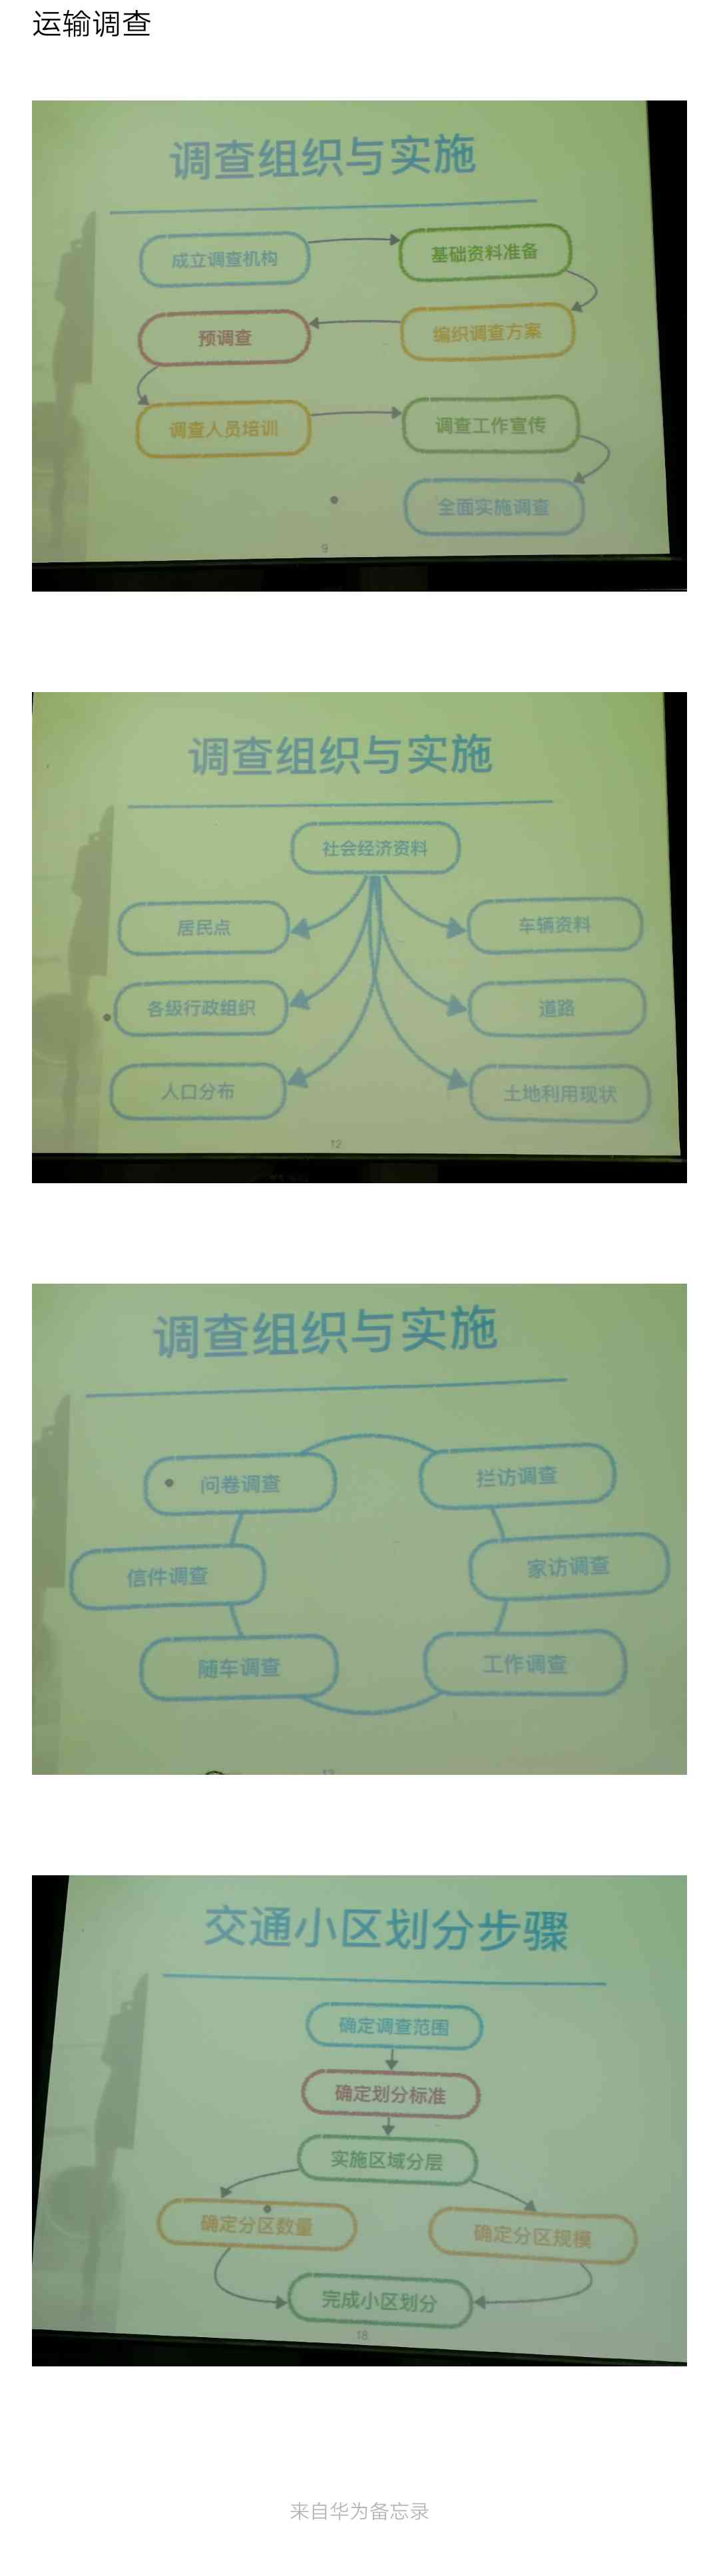 运输调查
调查组织与实施
成立调查机构
基础资料准备
预调查
编织调查方案
调查人员培训
调查工作宣传
全面实施调查
9
调查组织与实施
社会经济资料
居民点
车辆资料
各级行政组织
道路
人口分布
土地利用现状
12
调查组织与实施
问卷调查
拦访调查
信件调查
家访调查
随车调查
工作调查
13
交通小区划分步骤
确定调查范围
确定划分标准
实施区域分层
确定分区数量
确定分区规模
完成小区划分
18
来自华为备忘录